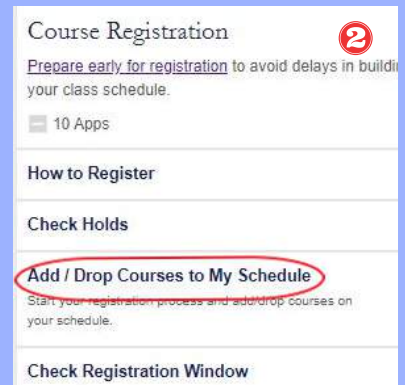 Course Registration
2
Prepare early for registration to avoid delays in buildin
your class schedule.
10 Apps
How to Register
Check Holds
Add / Drop Courses to My Schedule
Start your registration process and add/drop courses on
your schedule.
Check Registration Window